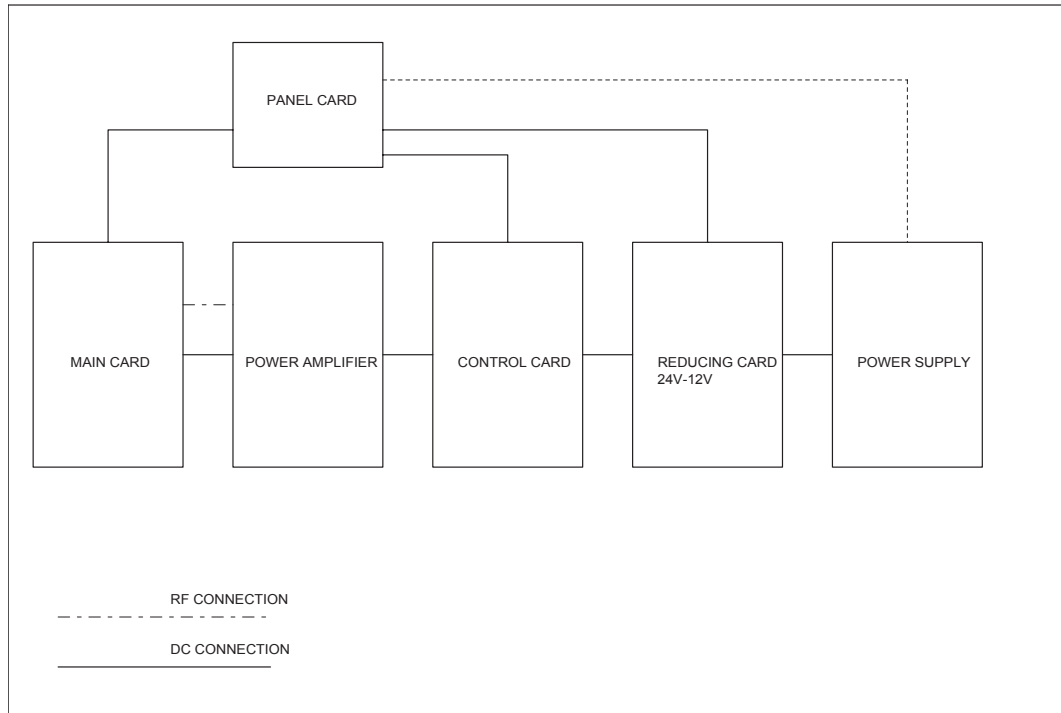 PANEL CARD
MAIN CARD
POWER AMPLIFIER
CONTROL CARD
REDUCING CARD
24V-12V
POWER SUPPLY
RF CONNECTION
DC CONNECTION